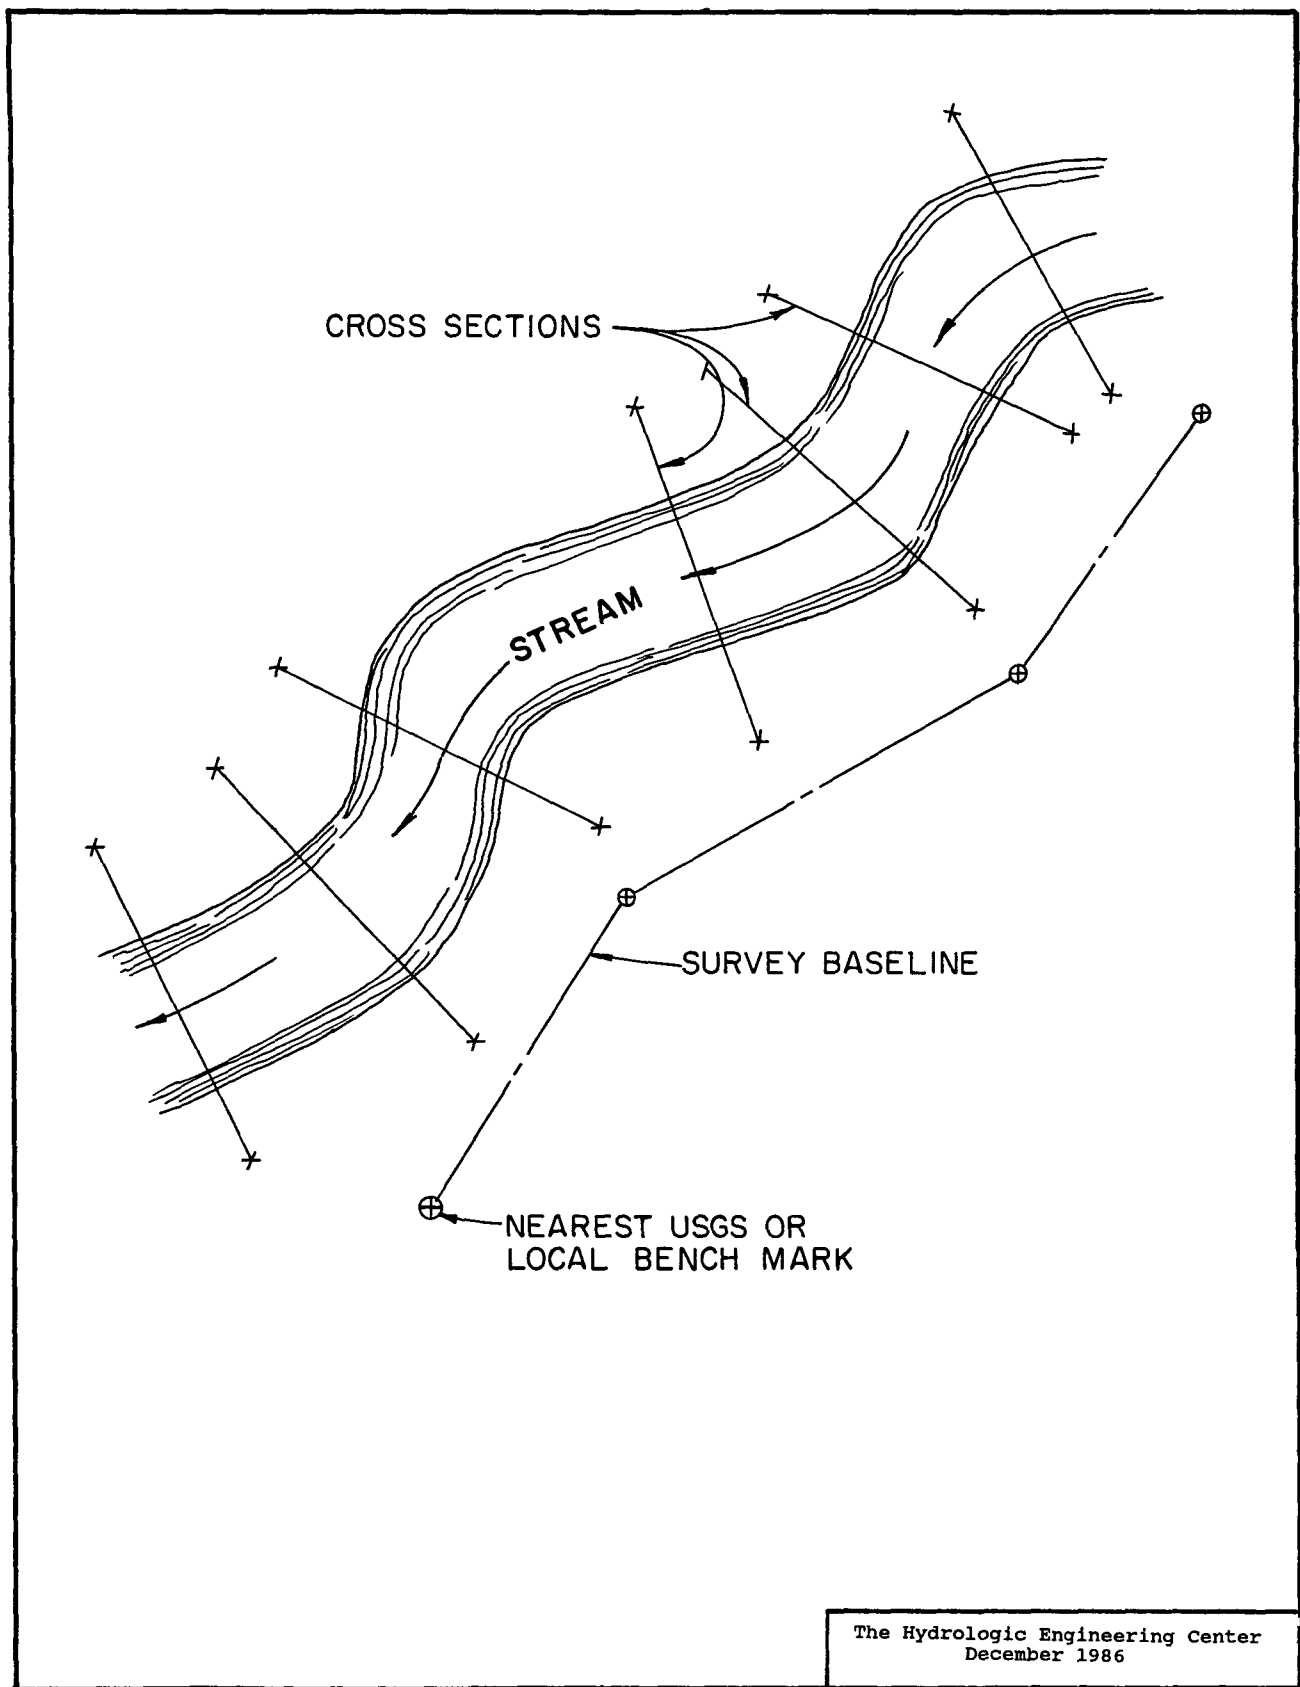 CROSS SECTIONS
STREAM
SURVEY BASELINE
NEAREST USGS OR
LOCAL BENCH MARK
The Hydrologic Engineering Center
December 1986